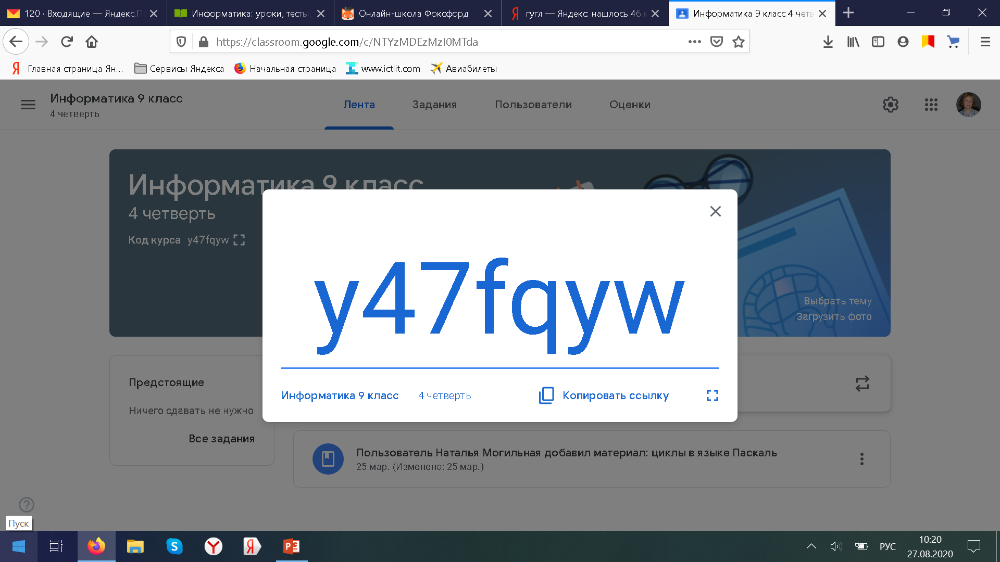 120 · Входящие — Яндекс.П
Информатика: уроки, тесты,
Онлайн-школа Фоксфорд
гугл — Яндекс: нашлось 46
Информатика 9 класс 4 четв
https://classroom.google.com/c/NTYzMDEzMzI0MTda
Главная страница Ян...
Сервисы Яндекса
Начальная страница
www.ictlit.com
Авиабилеты
Информатика 9 класс
4 четверть
Лента
Задания
Пользователи
Оценки
Информатика 9 класс
4 четверть
Код курса y47fqyw
y47fqyw
Информатика 9 класс 4 четверть
Копировать ссылку
Выбрать тему
Загрузить фото
Предстоящие
Ничего сдавать не нужно
Все задания
Пользователь Наталья Могильная добавил материал: циклы в языке Паскаль
25 мар. (Изменено: 25 мар.)
Пуск
РУС
10:20
27.08.2020